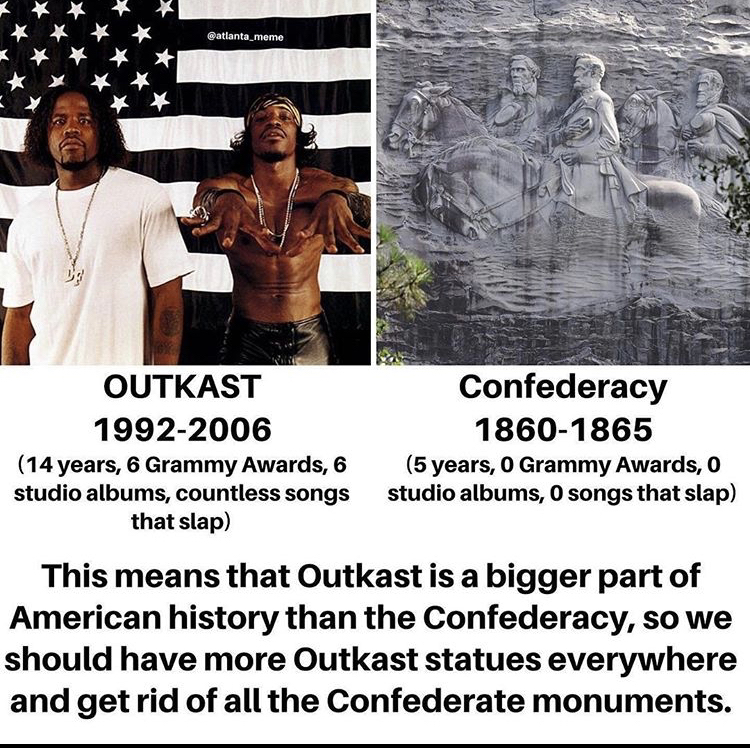 @atlanta_meme
OUTKAST
1992-2006
(14 years, 6 Grammy Awards, 6
studio albums, countless songs
that slap)
Confederacy
1860-1865
(5 years, 0 Grammy Awards, 0
studio albums, 0 songs that slap)
This means that Outkast is a bigger part of
American history than the Confederacy, so we
should have more Outkast statues everywhere
and get rid of all the Confederate monuments.